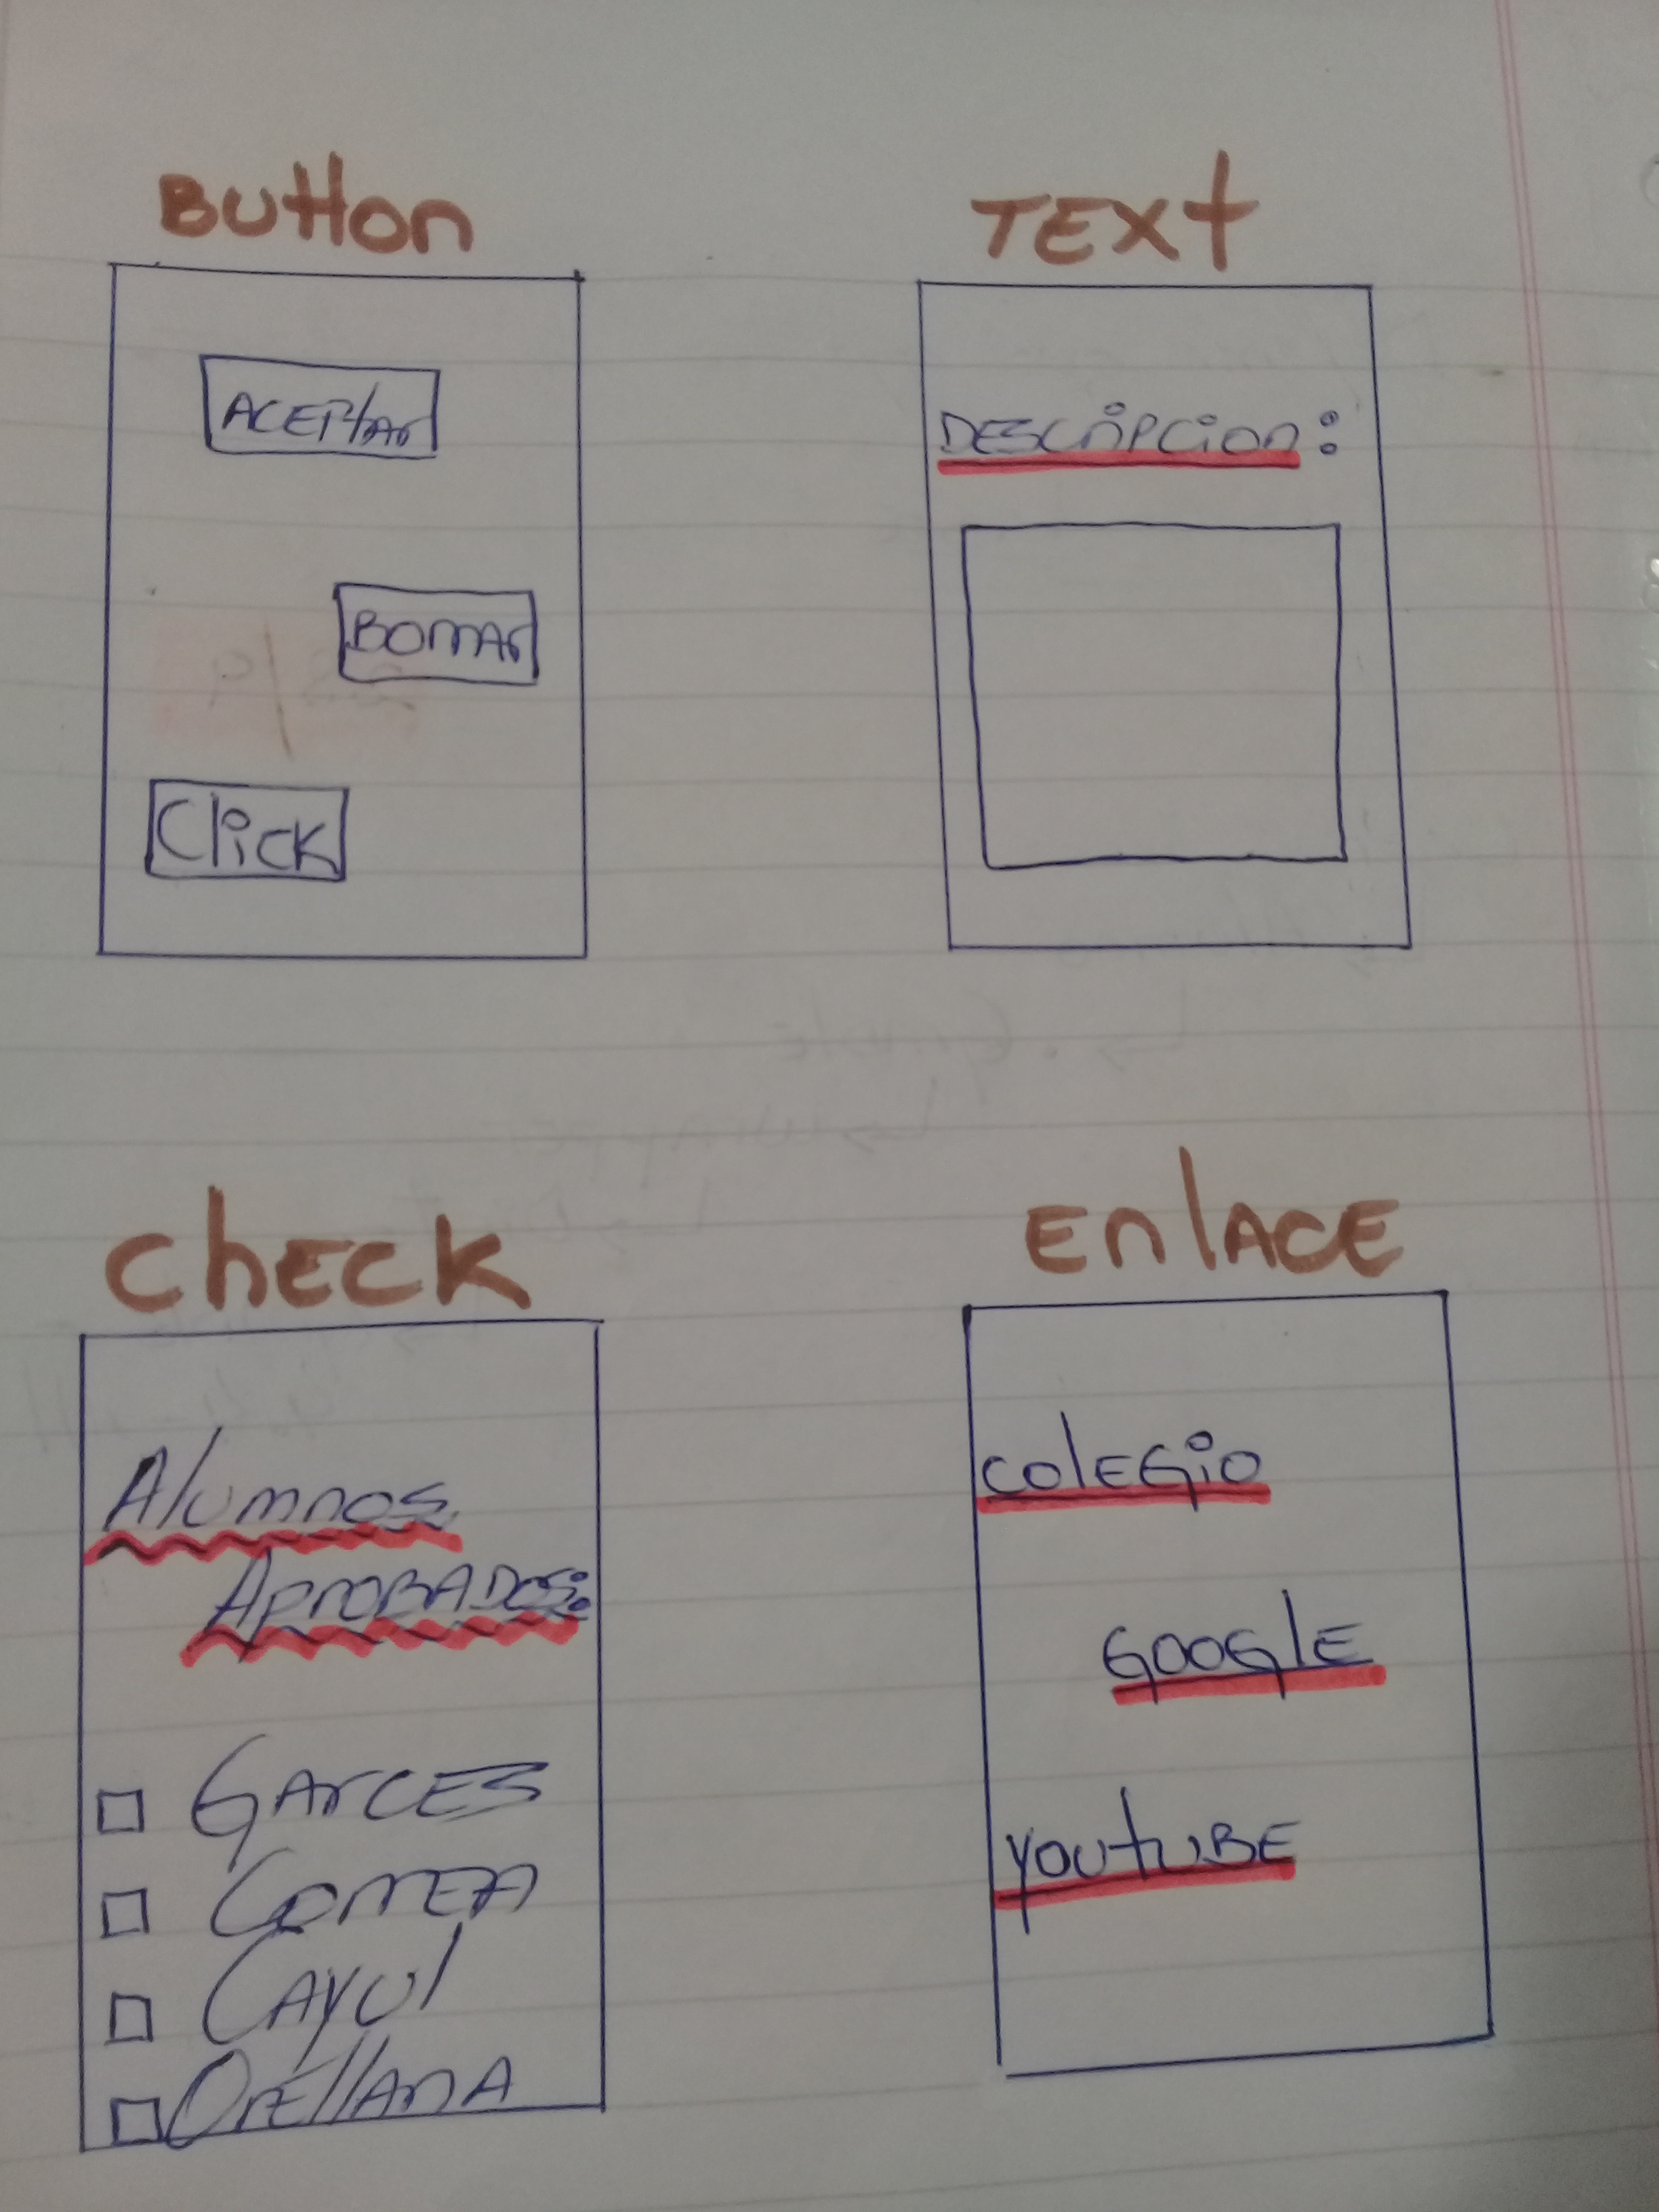 Button
ACEPtAr
BOrrAr
Click
TEXt
DESCripCion:
ChECK
Alumnos
AproBADos:
GArCES
CorrEA
CAyul
OrEllAnA
EnlACE
ColEGio
GOOGlE
youtuBE